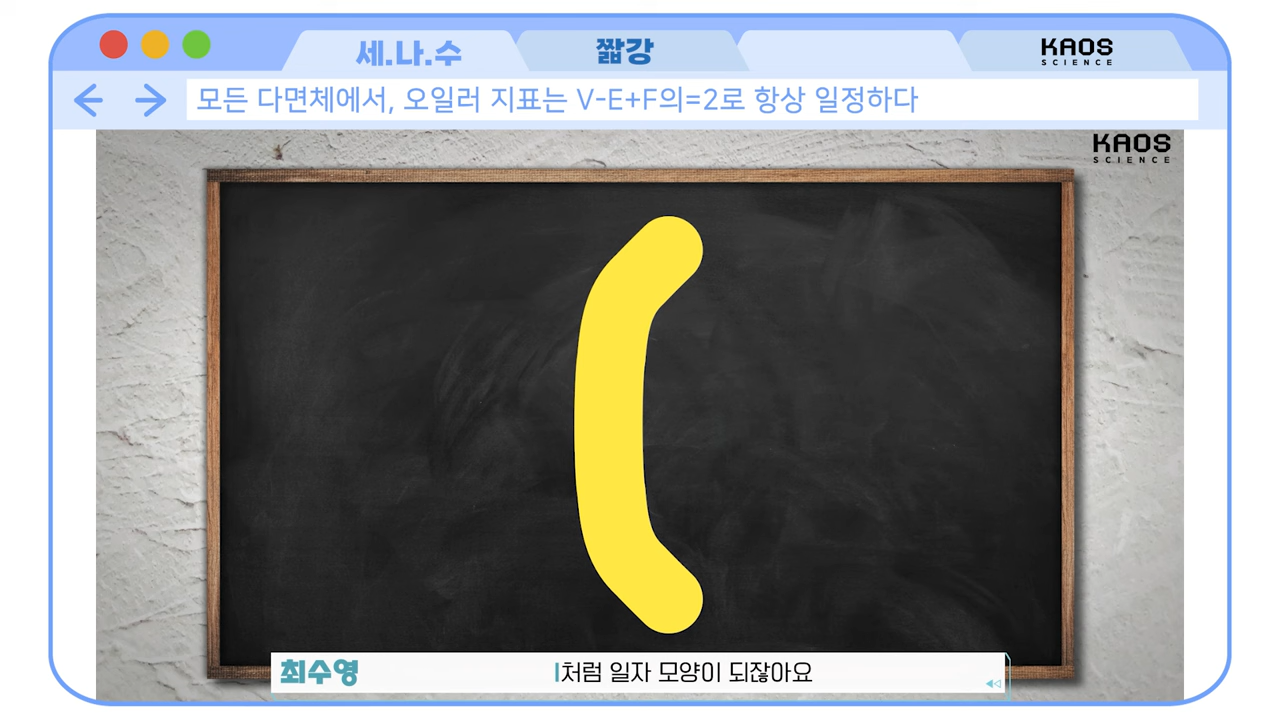 세.나.수
짧강
KAOS
SCIENCE
모든 다면체에서, 오일러 지표는 V-E+F의=2로 항상 일정하다
KAOS
SCIENCE
최수영
I처럼 일자 모양이 되잖아요